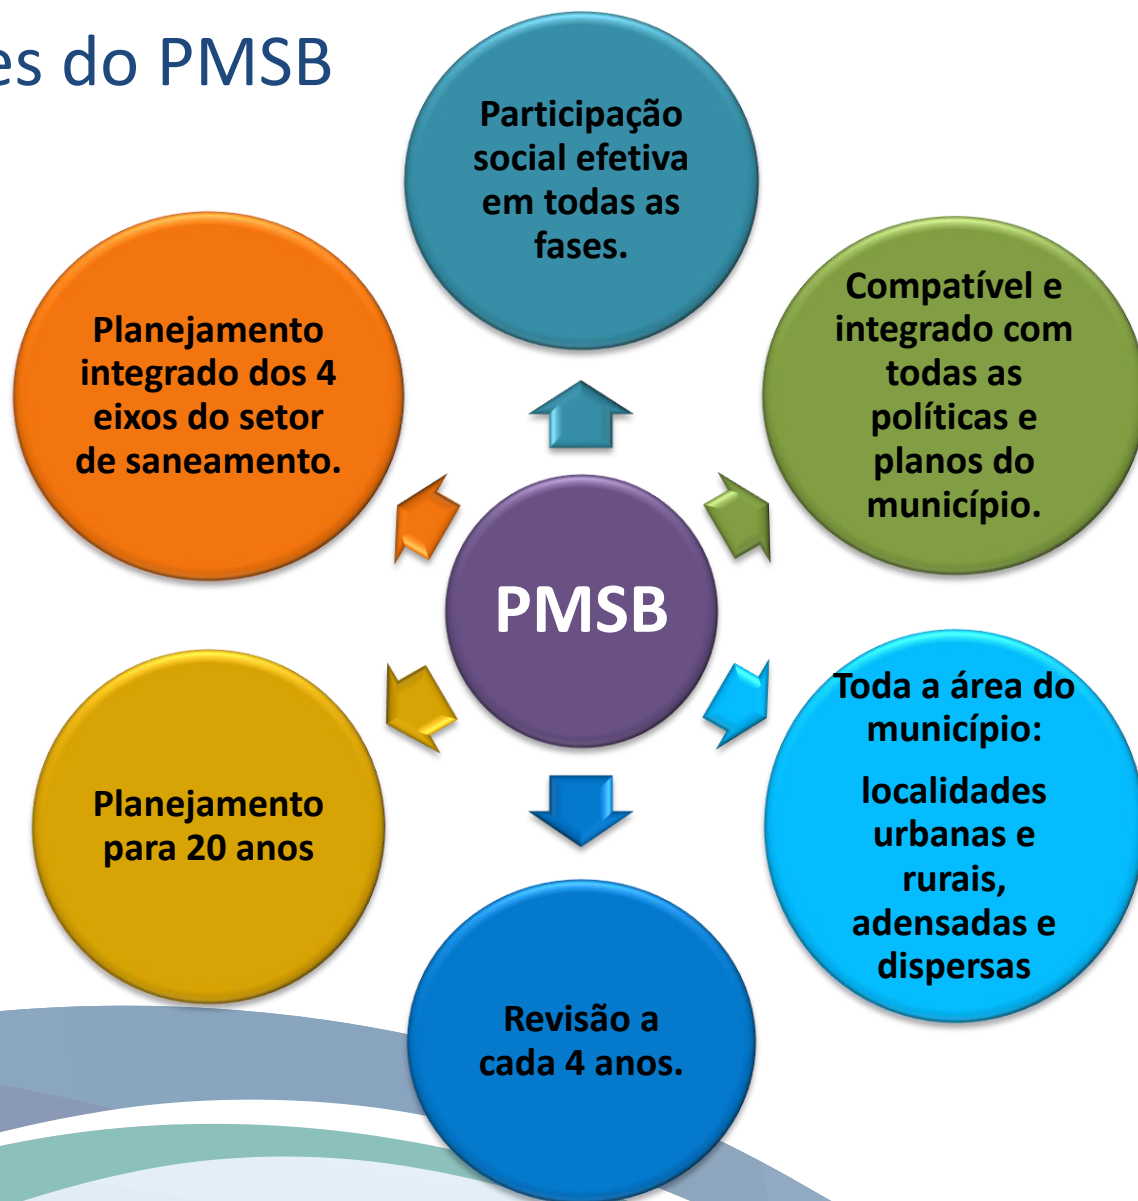 es do PMSB
Participação
social efetiva
em todas as
fases.
Compatível e
integrado com
todas as
políticas e
planos do
município.
Toda a área do
município:
localidades
urbanas e
rurais,
adensadas e
dispersas
Revisão a
cada 4 anos.
Planejamento
para 20 anos
Planejamento
integrado dos 4
eixos do setor
de saneamento.
PMSB